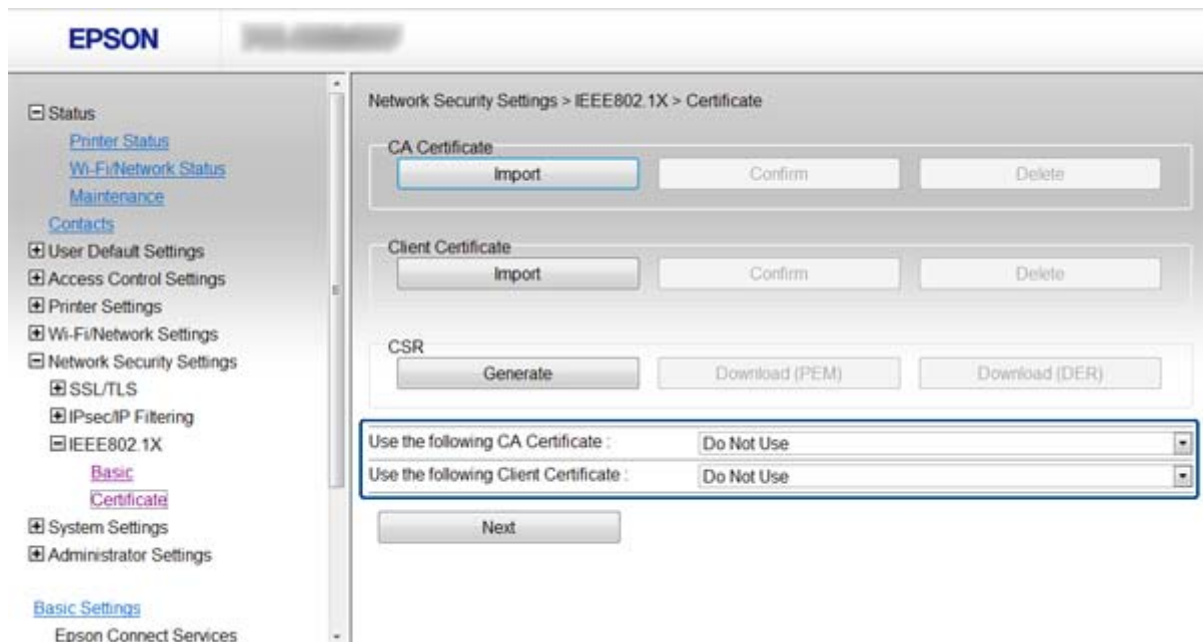 EPSON
Status
Printer Status
Wi-Fi/Network Status
Maintenance
Contacts
User Default Settings
Access Control Settings
Printer Settings
Wi-Fi/Network Settings
Network Security Settings
SSL/TLS
IPsec/IP Filtering
IEEE802.1X
Basic
Certificate
System Settings
Administrator Settings
Basic Settings
Epson Connect Services
Network Security Settings > IEEE802.1X > Certificate
CA Certificate
Import Confirm Delete
Client Certificate
Import Confirm Delete
CSR
Generate Download (PEM) Download (DER)
Use the following CA Certificate : Do Not Use
Use the following Client Certificate : Do Not Use
Next